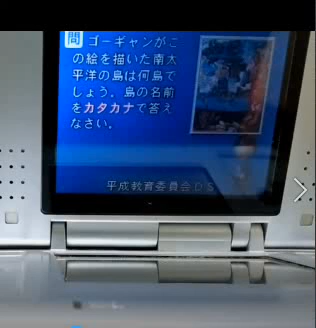 問 ゴーギャンがこ
の絵を描いた南太
平洋の島は何島で
しょう。島の名前
をカタカナで答え
なさい。
平成教育委員会DS